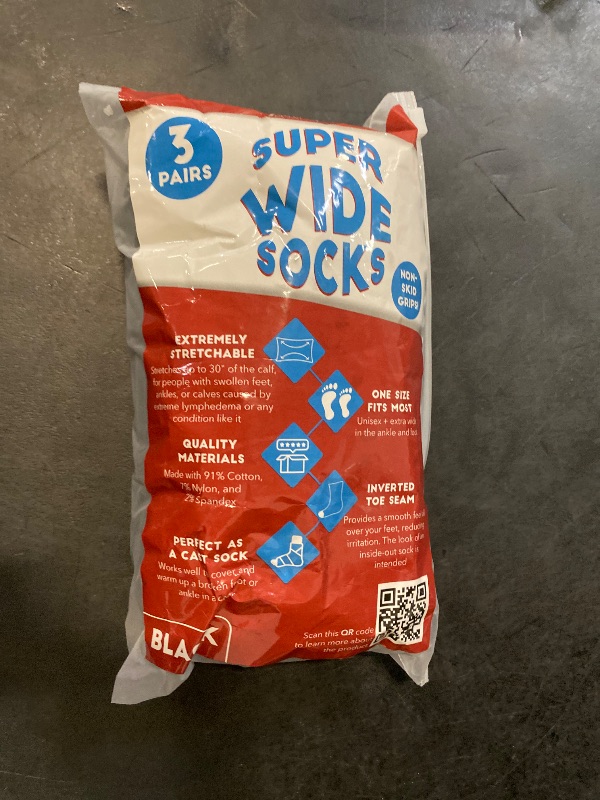 3
PAIRS
SUPER
WIDE
SOCKS
NON-
SKID
GRIPS!
EXTREMELY
STRETCHABLE
Stretches up to 30" of the calf,
for people with swollen feet,
ankles, or calves caused by
extreme lymphedema or any
condition like it
ONE SIZE
FITS MOST
Unisex + extra wide
in the ankle and foot
QUALITY
MATERIALS
Made with 91% Cotton,
7% Nylon, and
2% Spandex
INVERTED
TOE SEAM
Provides a smooth feel
over your feet, reducing
irritation. The look of an
inside-out sock is
intended
PERFECT AS
A CAST SOCK
Works well to cover and
warm up a broken foot or
ankle in a
BLACK
Scan this QR code
to learn more about
the product